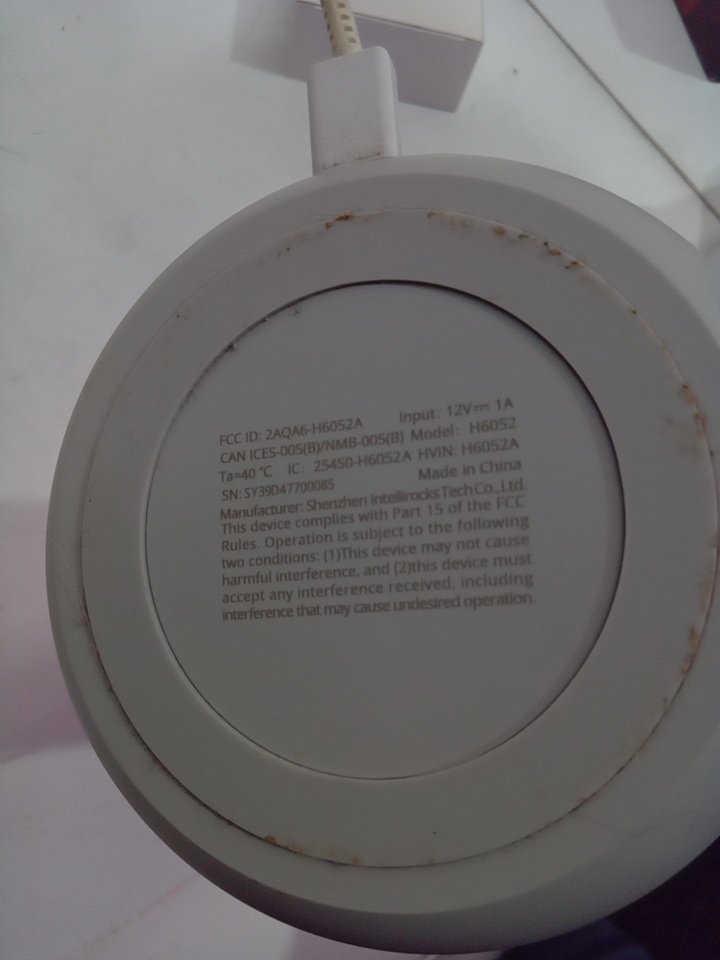 FCC ID: 2AQA6-H6052A Input: 12V⎓ 1A
CAN ICES-005(B)/NMB-005(B) Model: H6052
Ta=40 °C IC: 25450-H6052A HVIN: H6052A
SN: SY39D47700085 Made in China
Manufacturer: Shenzhen Intellirocks Tech Co., Ltd.
This device complies with Part 15 of the FCC
Rules. Operation is subject to the following
two conditions: (1)This device may not cause
harmful interference, and (2)this device must
accept any interference received, including
interference that may cause undesired operation.